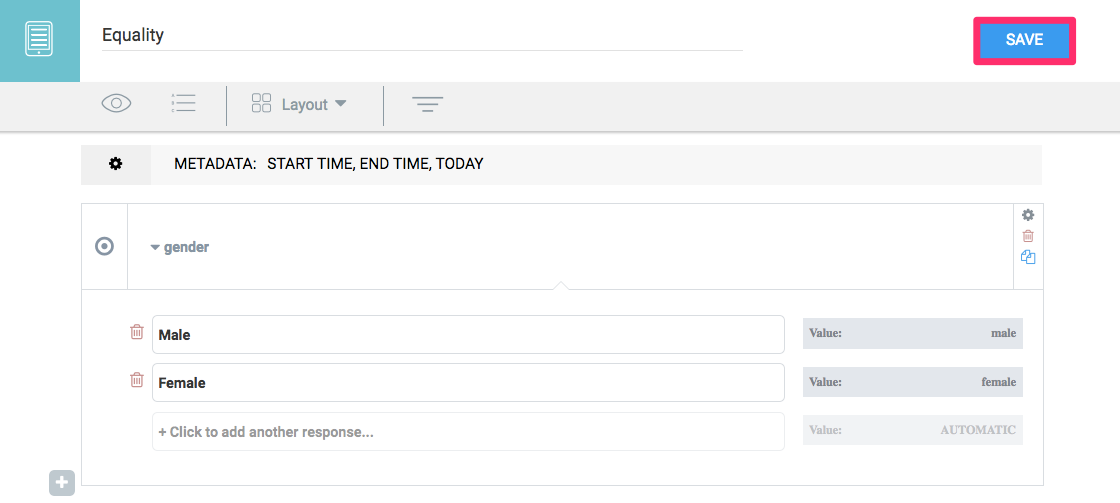 Equality
SAVE
Layout
METADATA: START TIME, END TIME, TODAY
gender
Male
Value: male
Female
Value: female
+ Click to add another response...
Value: AUTOMATIC